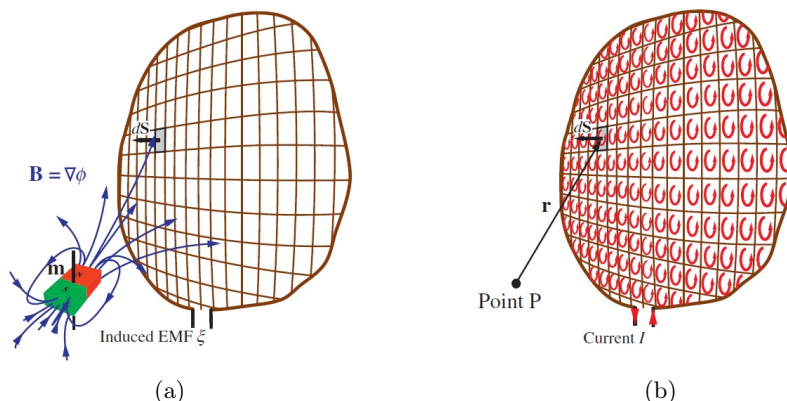 dS
B = ∇ϕ
m
N
S
Induced EMF ξ
(a)
dS
r
Point P
Current I
(b)